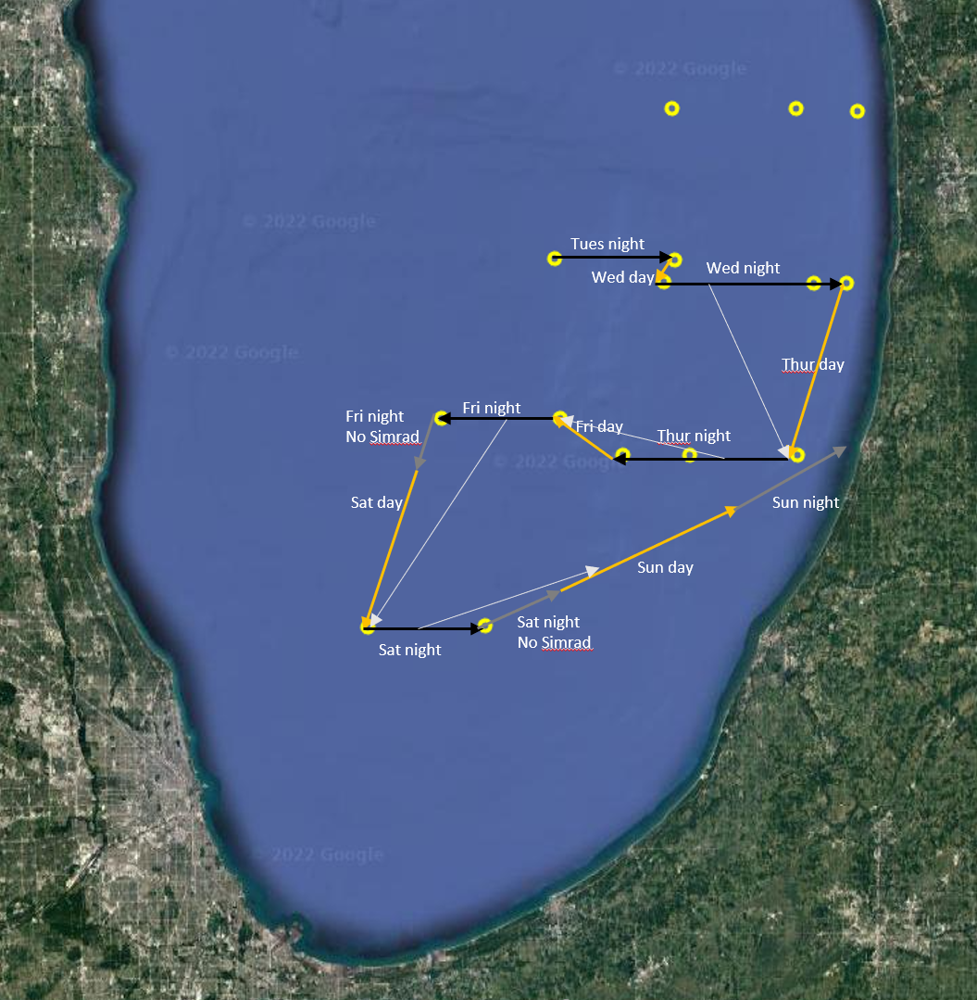 © 2022 Google
© 2022 Google
Tues night
Wed day
Wed night
© 2022 Google
Thur day
Fri night
No Simrad
Fri night
Fri day
Thur night
© 2022 Google
Sat day
Sun night
Sun day
Sat night
No Simrad
Sat night
© 2022 Google